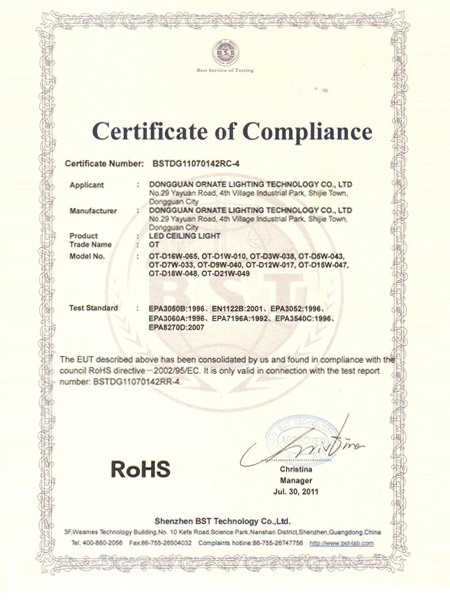 BST
Best Service of Testing
Certificate of Compliance
Certificate Number: BSTDG11070142RC-4
Applicant : DONGGUAN ORNATE LIGHTING TECHNOLOGY CO., LTD
No.29 Yayuan Road, 4th Village Industrial Park, Shijie Town,
Dongguan City
Manufacturer : DONGGUAN ORNATE LIGHTING TECHNOLOGY CO., LTD
No.29 Yayuan Road, 4th Village Industrial Park, Shijie Town,
Dongguan City
Product : LED CEILING LIGHT
Trade Name : OT
Model No. : OT-D16W-065, OT-D1W-010, OT-D3W-038, OT-D5W-043,
OT-D7W-033, OT-D9W-040, OT-D12W-017, OT-D15W-047,
OT-D18W-048, OT-D21W-049
BST
Test Standard : EPA3050B:1996、EN1122B:2001、EPA3052:1996、
EPA3060A:1996、EPA7196A:1992、EPA3540C:1996、
EPA8270D:2007
The EUT described above has been consolidated by us and found in compliance with the
council RoHS directive－2002/95/EC. It is only valid in connection with the test report
number: BSTDG11070142RR-4.
RoHS
Christina
Manager
Jul. 30, 2011
Shenzhen BST Technology Co.,Ltd.
3F,Weames Technology Building,No. 10 Kefa Road,Science Park,Nanshan District,Shenzhen,Guangdong,China
Tel: 400-880-2056 Fax:86-755-26504032 Complaints hotline:86-755-26747756 http://www.bst-lab.com